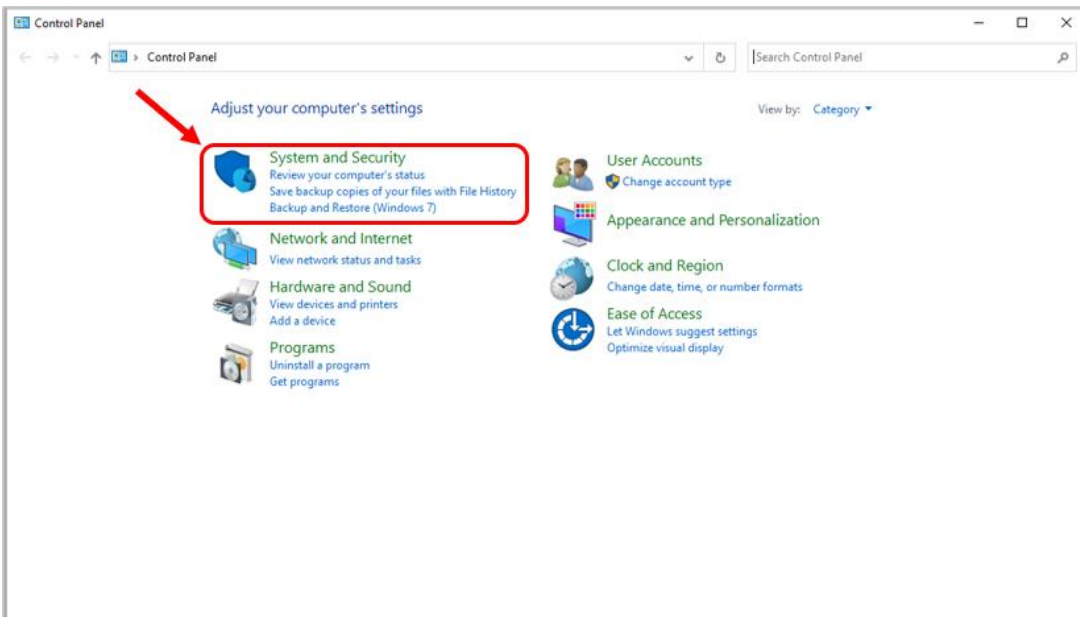 Control Panel
Control Panel
Search Control Panel
Adjust your computer's settings
View by: Category
System and Security
Review your computer's status
Save backup copies of your files with File History
Backup and Restore (Windows 7)
Network and Internet
View network status and tasks
Hardware and Sound
View devices and printers
Add a device
Programs
Uninstall a program
Get programs
User Accounts
Change account type
Appearance and Personalization
Clock and Region
Change date, time, or number formats
Ease of Access
Let Windows suggest settings
Optimize visual display